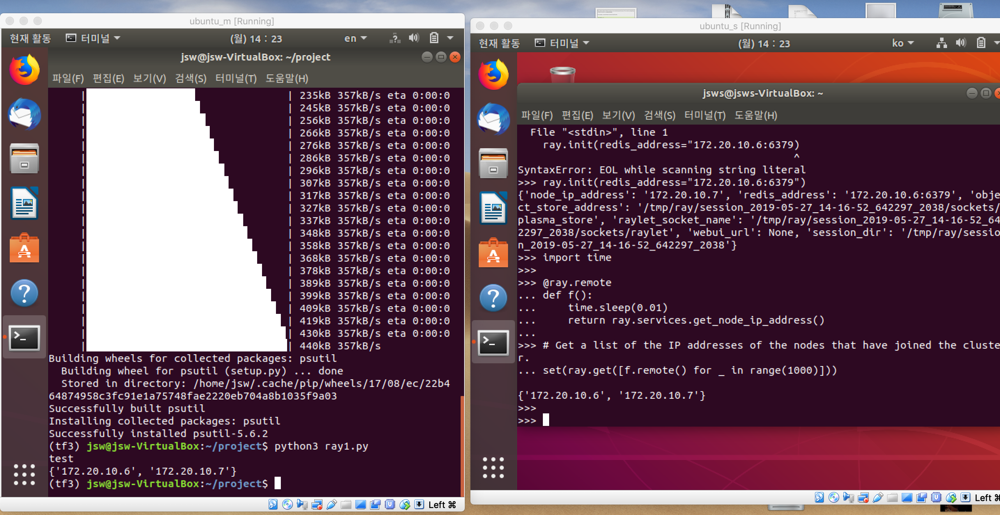 ubuntu_m [Running]
현재 활동 터미널 (월) 14 : 23 en
jsw@jsw-VirtualBox: ~/project
파일(F) 편집(E) 보기(V) 검색(S) 터미널(T) 도움말(H)
| | 235kB 357kB/s eta 0:00:0
| | 245kB 357kB/s eta 0:00:0
| | 256kB 357kB/s eta 0:00:0
| | 266kB 357kB/s eta 0:00:0
| | 276kB 357kB/s eta 0:00:0
| | 286kB 357kB/s eta 0:00:0
| | 296kB 357kB/s eta 0:00:0
| | 307kB 357kB/s eta 0:00:0
| | 317kB 357kB/s eta 0:00:0
| | 327kB 357kB/s eta 0:00:0
| | 337kB 357kB/s eta 0:00:0
| | 348kB 357kB/s eta 0:00:0
| | 358kB 357kB/s eta 0:00:0
| | 368kB 357kB/s eta 0:00:0
| | 378kB 357kB/s eta 0:00:0
| | 389kB 357kB/s eta 0:00:0
| | 399kB 357kB/s eta 0:00:0
| | 409kB 357kB/s eta 0:00:0
| | 419kB 357kB/s eta 0:00:0
| | 430kB 357kB/s eta 0:00:0
| | 440kB 357kB/s
Building wheels for collected packages: psutil
  Building wheel for psutil (setup.py) ... done
  Stored in directory: /home/jsw/.cache/pip/wheels/17/08/ec/22b4
64874958c3fc91e1a75748fae2220eb704a8b1035f9a03
Successfully built psutil
Installing collected packages: psutil
Successfully installed psutil-5.6.2
(tf3) jsw@jsw-VirtualBox:~/project$ python3 ray1.py
test
{'172.20.10.6', '172.20.10.7'}
(tf3) jsw@jsw-VirtualBox:~/project$
Left ⌘
ubuntu_s [Running]
현재 활동 터미널 (월) 14 : 23 ko
jsws@jsws-VirtualBox: ~
파일(F) 편집(E) 보기(V) 검색(S) 터미널(T) 도움말(H)
  File "<stdin>", line 1
    ray.init(redis_address="172.20.10.6:6379)
^
SyntaxError: EOL while scanning string literal
>>> ray.init(redis_address="172.20.10.6:6379")
{'node_ip_address': '172.20.10.7', 'redis_address': '172.20.10.6:6379', 'obje
ct_store_address': '/tmp/ray/session_2019-05-27_14-16-52_642297_2038/sockets/
plasma_store', 'raylet_socket_name': '/tmp/ray/session_2019-05-27_14-16-52_64
2297_2038/sockets/raylet', 'webui_url': None, 'session_dir': '/tmp/ray/sessio
n_2019-05-27_14-16-52_642297_2038'}
>>> import time
>>>
>>> @ray.remote
... def f():
...     time.sleep(0.01)
...     return ray.services.get_node_ip_address()
...
>>> # Get a list of the IP addresses of the nodes that have joined the cluste
r.
... set(ray.get([f.remote() for _ in range(1000)]))
{'172.20.10.6', '172.20.10.7'}
>>>
>>>
Left ⌘